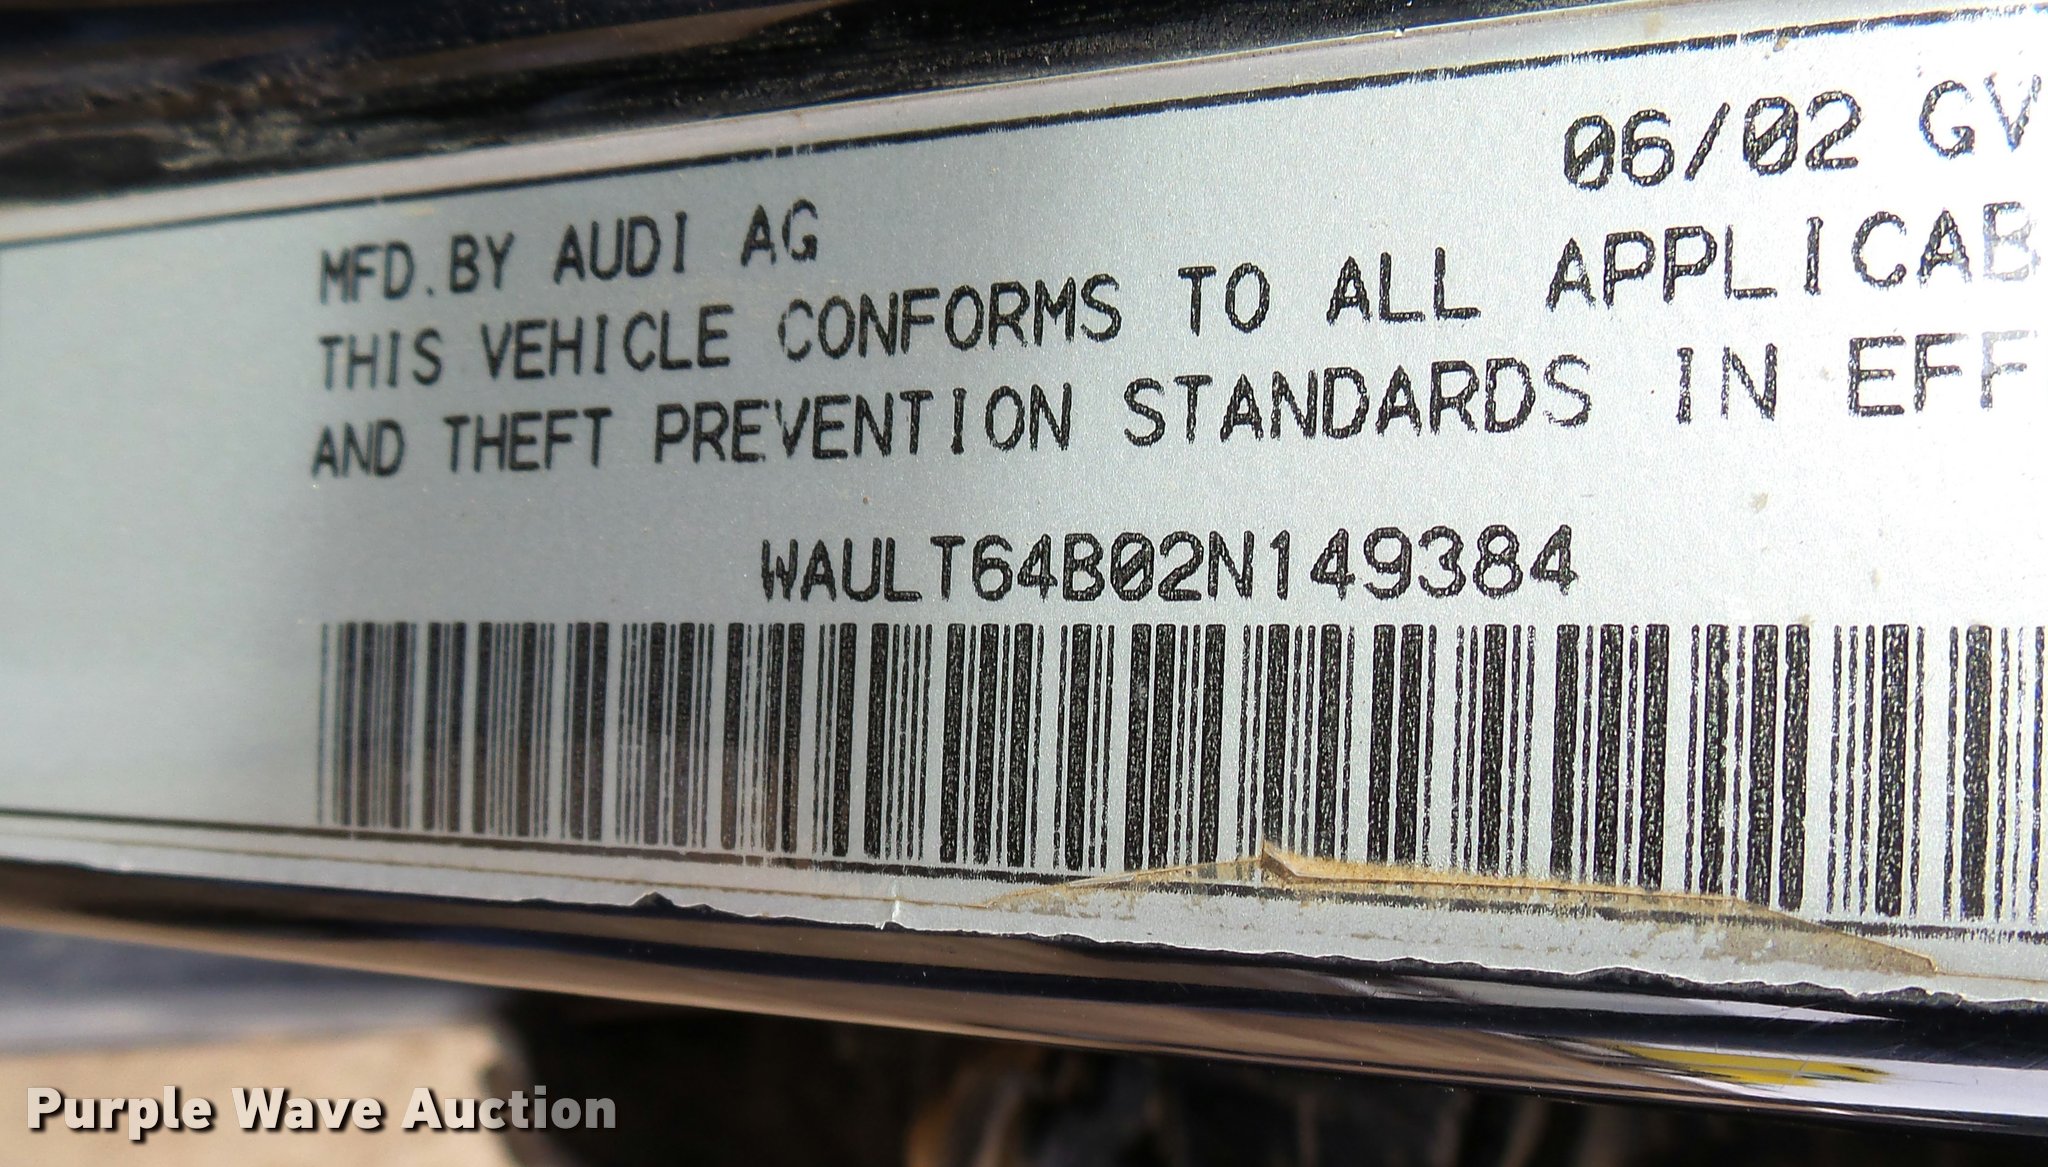 MFD.BY AUDI AG 06/02 GV
THIS VEHICLE CONFORMS TO ALL APPLICAB
AND THEFT PREVENTION STANDARDS IN EFF
WAULT64B02N149384
Purple Wave Auction